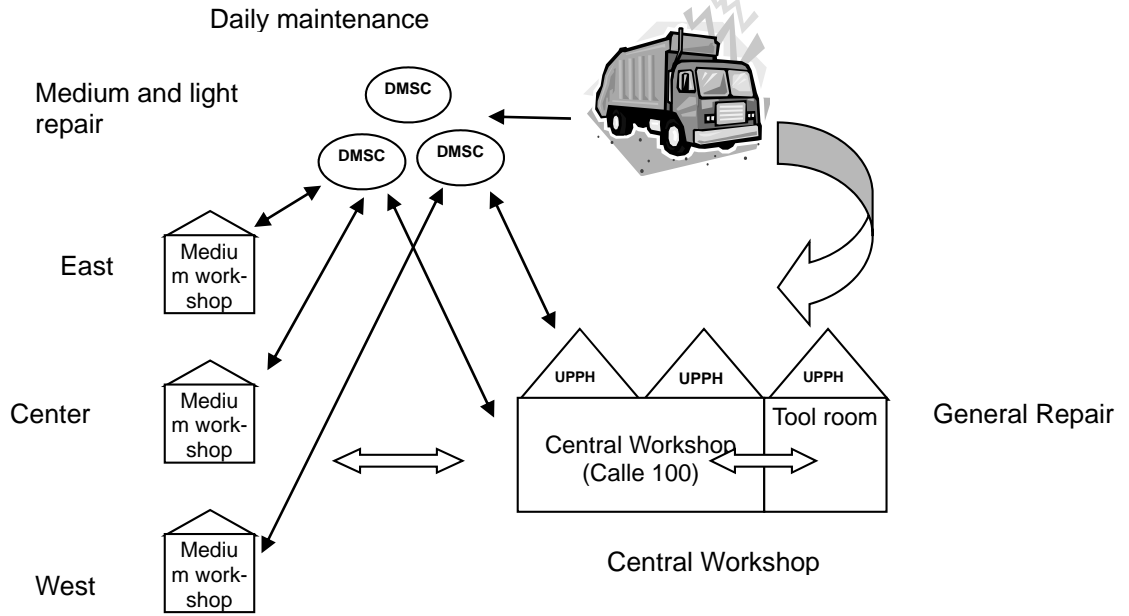 Daily maintenance
Medium and light
repair
DMSC
DMSC
DMSC
East
Mediu
m work-
shop
Center
Mediu
m work-
shop
West
Mediu
m work-
shop
UPPH
UPPH
UPPH
Central Workshop
(Calle 100)
Tool room
General Repair
Central Workshop